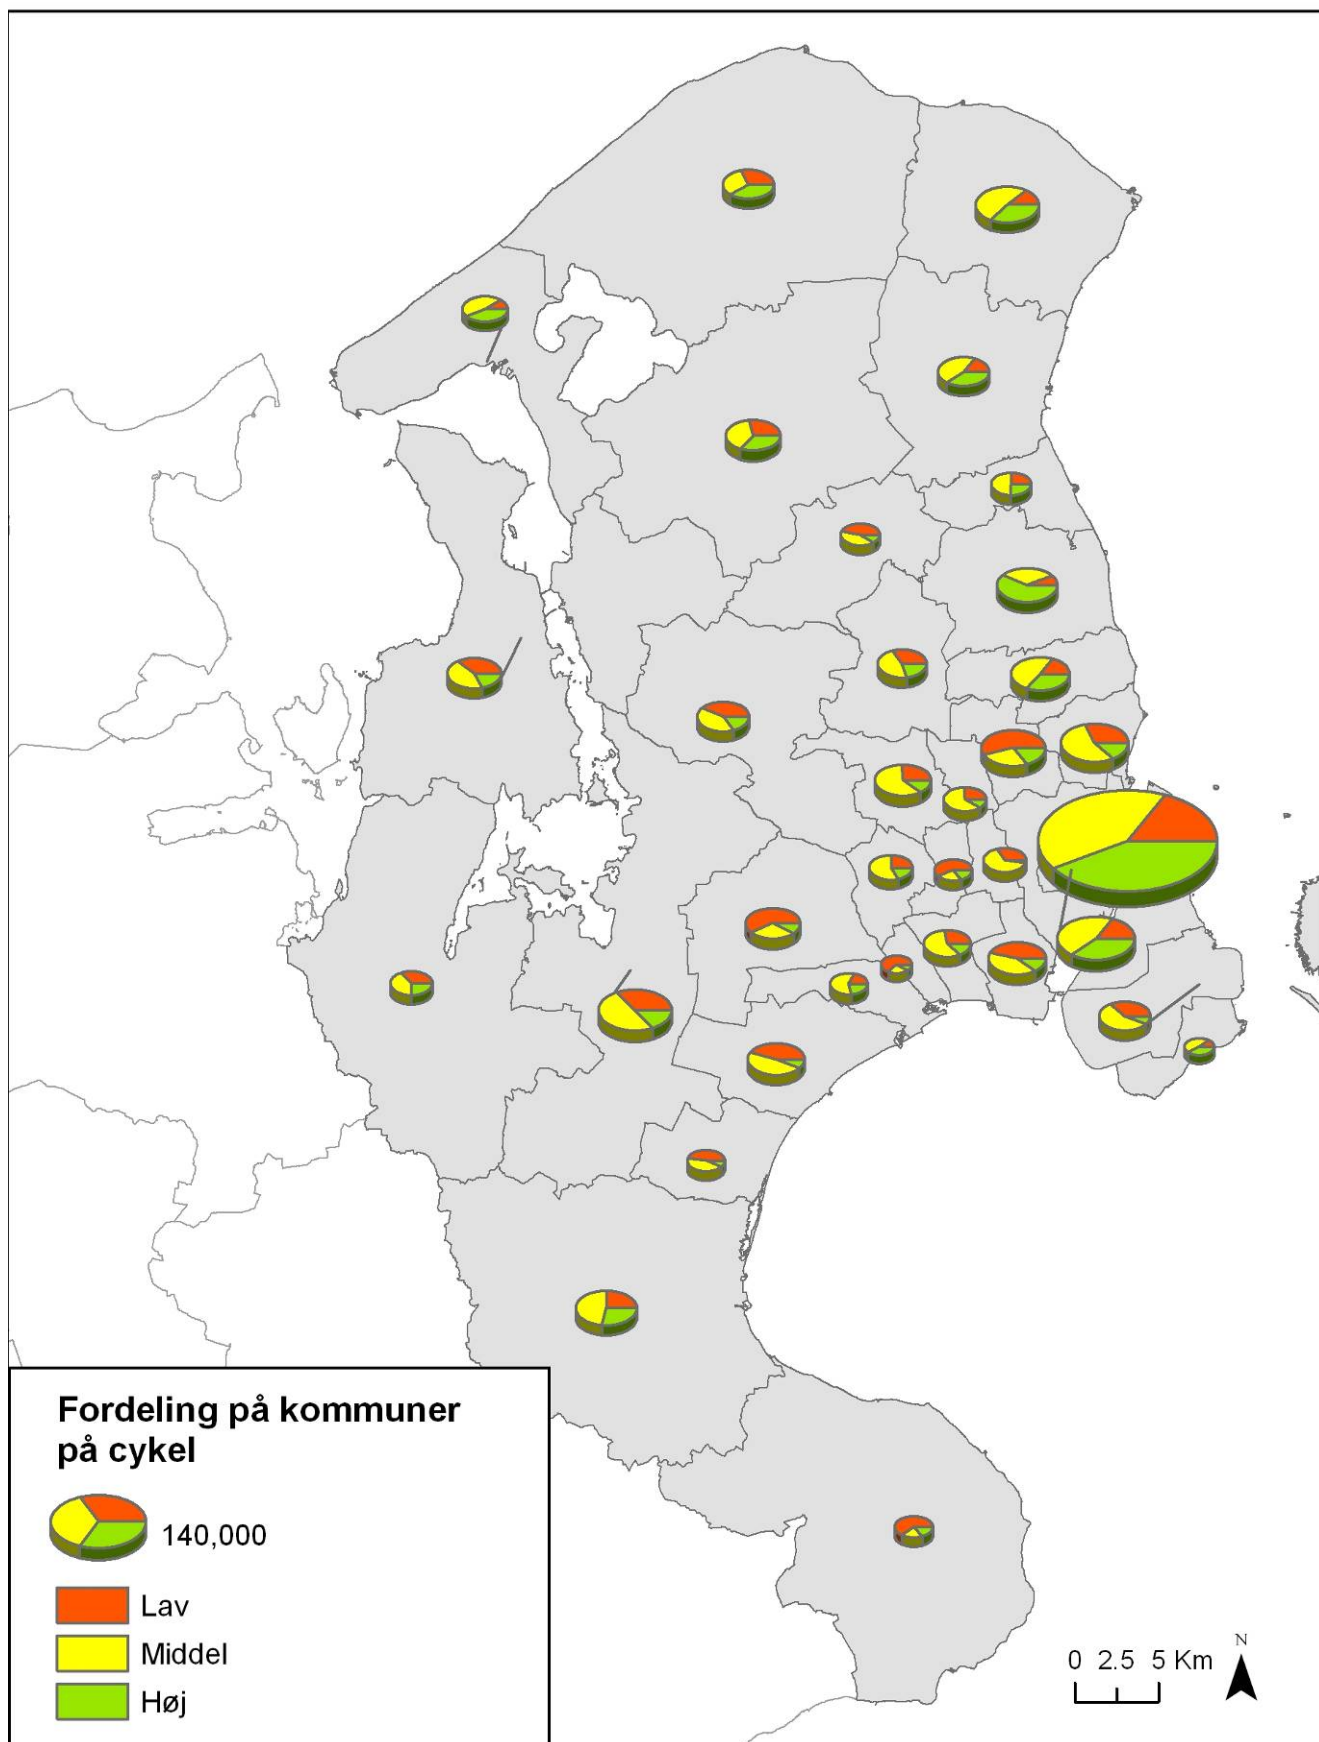 Fordeling på kommuner
på cykel
140,000
Lav
Middel
Høj
0 2.5 5 Km
N